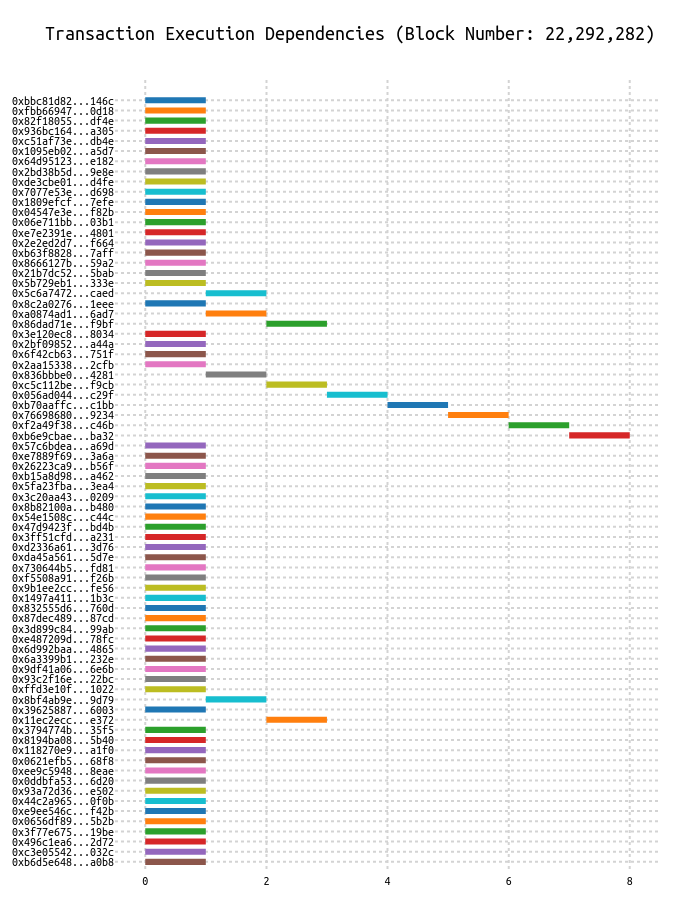 Transaction Execution Dependencies (Block Number: 22,292,282)
0xbbc81d82...146c
0xfbb66947...0d18
0x82f18055...df4e
0x936bc164...a305
0xc51af73e...db4e
0x1095eb02...a5d7
0x64d95123...e182
0x2bd38b5d...9e8e
0xde3cbe01...d4fe
0x7077e53e...d698
0x1809efcf...7efe
0x04547e3e...f82b
0x06e711bb...03b1
0xe7e2391e...4801
0x2e2ed2d7...f664
0xb63f8828...7aff
0x8666127b...59a2
0x21b7dc52...5bab
0x5b729eb1...333e
0x5c6a7472...caed
0x8c2a0276...1eee
0xa0874ad1...6ad7
0x86dad71e...f9bf
0x3e120ec8...8034
0x2bf09852...a44a
0x6f42cb63...751f
0x2aa15338...2cfb
0x836bbbe0...4281
0xc5c112be...f9cb
0x056ad044...c29f
0xb70aaffc...c1bb
0x76698680...9234
0xf2a49f38...c46b
0xb6e9cbae...ba32
0x57c6bdea...a69d
0xe7889f69...3a6a
0x26223ca9...b56f
0xb15a8d98...a462
0x5fa23fba...3ea4
0x3c20aa43...0209
0x8b82100a...b480
0x54e1508c...c44c
0x47d9423f...bd4b
0x3ff51cfd...a231
0xd2336a61...3d76
0xda45a561...5d7e
0x730644b5...fd81
0xf5508a91...f26b
0x9b1ee2cc...fe56
0x1497a411...1b3c
0x832555d6...760d
0x87dec489...87cd
0x3d899c84...99ab
0xe487209d...78fc
0x6d992baa...4865
0x6a3399b1...232e
0x9df41a06...6e6b
0x93c2f16e...22bc
0xffd3e10f...1022
0x8bf4ab9e...9d79
0x39625887...6003
0x11ec2ecc...e372
0x3794774b...35f5
0x8194ba08...5b40
0x118270e9...a1f0
0x0621efb5...68f8
0xee9c5948...8eae
0x0ddbfa53...6d20
0x93a72d36...e502
0x44c2a965...0f0b
0xe9ee546c...f42b
0x0656df89...5b2b
0x3f77e675...19be
0x496c1ea6...2d72
0xc3e05542...032c
0xb6d5e648...a0b8
0 2 4 6 8